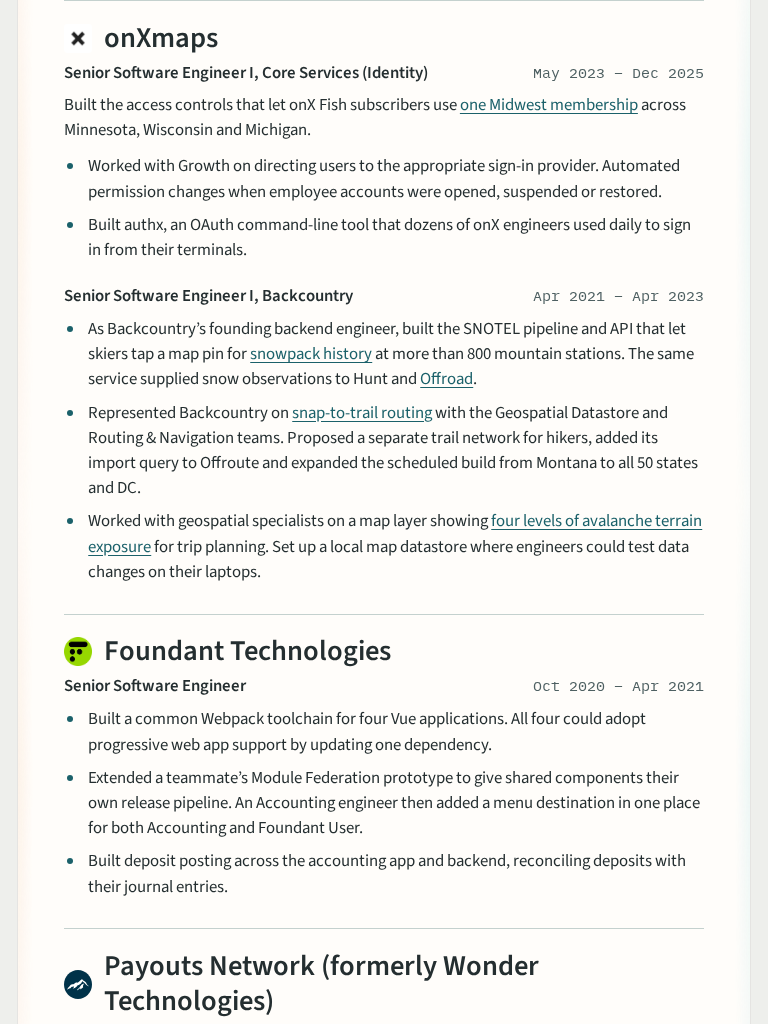 onXmaps
Senior Software Engineer I, Core Services (Identity) May 2023 – Dec 2025
Built the access controls that let onX Fish subscribers use one Midwest membership across
Minnesota, Wisconsin and Michigan.
• Worked with Growth on directing users to the appropriate sign-in provider. Automated
permission changes when employee accounts were opened, suspended or restored.
• Built authx, an OAuth command-line tool that dozens of onX engineers used daily to sign
in from their terminals.
Senior Software Engineer I, Backcountry Apr 2021 – Apr 2023
• As Backcountry’s founding backend engineer, built the SNOTEL pipeline and API that let
skiers tap a map pin for snowpack history at more than 800 mountain stations. The same
service supplied snow observations to Hunt and Offroad.
• Represented Backcountry on snap-to-trail routing with the Geospatial Datastore and
Routing & Navigation teams. Proposed a separate trail network for hikers, added its
import query to Offroute and expanded the scheduled build from Montana to all 50 states
and DC.
• Worked with geospatial specialists on a map layer showing four levels of avalanche terrain
exposure for trip planning. Set up a local map datastore where engineers could test data
changes on their laptops.
Foundant Technologies
Senior Software Engineer Oct 2020 – Apr 2021
• Built a common Webpack toolchain for four Vue applications. All four could adopt
progressive web app support by updating one dependency.
• Extended a teammate’s Module Federation prototype to give shared components their
own release pipeline. An Accounting engineer then added a menu destination in one place
for both Accounting and Foundant User.
• Built deposit posting across the accounting app and backend, reconciling deposits with
their journal entries.
Payouts Network (formerly Wonder
Technologies)